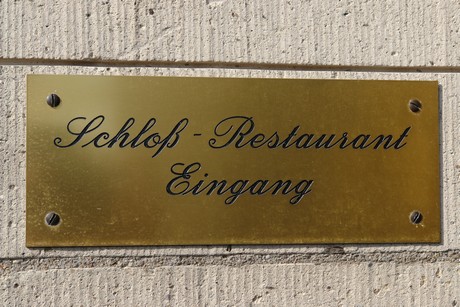 Schloß - Restaurant
Eingang